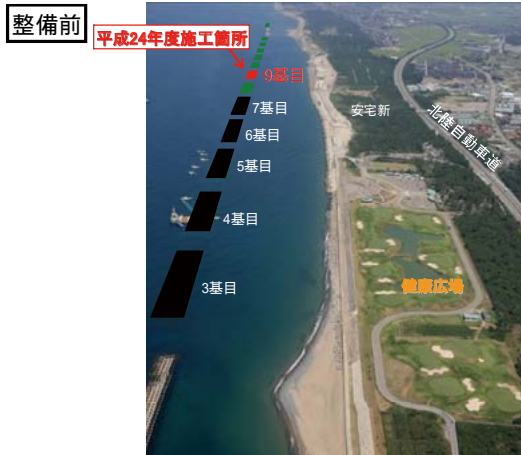 整備前
平成24年度施工箇所
9基目
7基目
6基目
5基目
4基目
3基目
安宅新
北陸自動車道
健康広場